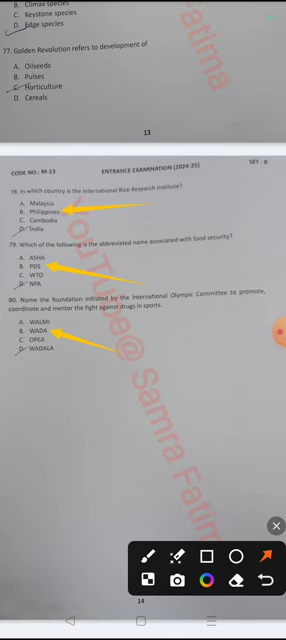 B. Climax species
C. Keystone species
D. Edge species
77. Golden Revolution refers to development of
A. Oilseeds
B. Pulses
C. Horticulture
D. Cereals
13
CODE NO.: M-13 ENTRANCE EXAMINATION (2024-25) SET - B
78. In which country is the International Rice Research Institute?
A. Malaysia
B. Philippines
C. Cambodia
D. India
79. Which of the following is the abbreviated name associated with food security?
A. ASHA
B. PDS
C. WTO
D. NPA
80. Name the foundation initiated by the International Olympic Committee to promote,
coordinate and mentor the fight against drugs in sports.
A. WALMI
B. WADA
C. OPEA
D. WADALA
YouTube@ Samra Fatima
14